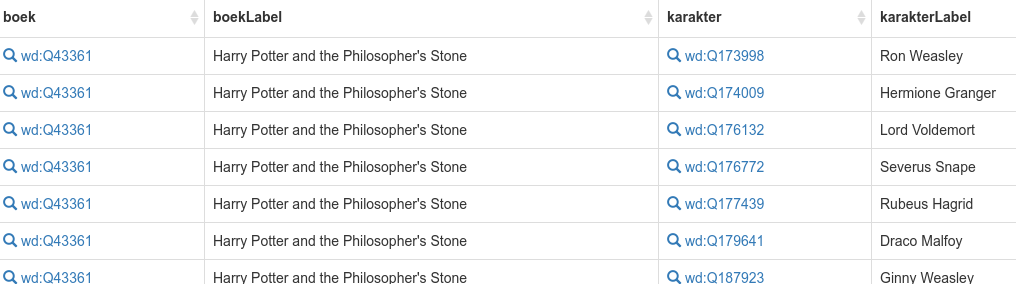 boek boekLabel karakter karakterLabel
wd:Q43361 Harry Potter and the Philosopher's Stone wd:Q173998 Ron Weasley
wd:Q43361 Harry Potter and the Philosopher's Stone wd:Q174009 Hermione Granger
wd:Q43361 Harry Potter and the Philosopher's Stone wd:Q176132 Lord Voldemort
wd:Q43361 Harry Potter and the Philosopher's Stone wd:Q176772 Severus Snape
wd:Q43361 Harry Potter and the Philosopher's Stone wd:Q177439 Rubeus Hagrid
wd:Q43361 Harry Potter and the Philosopher's Stone wd:Q179641 Draco Malfoy
wd:Q43361 Harry Potter and the Philosopher's Stone wd:Q187923 Ginny Weasley